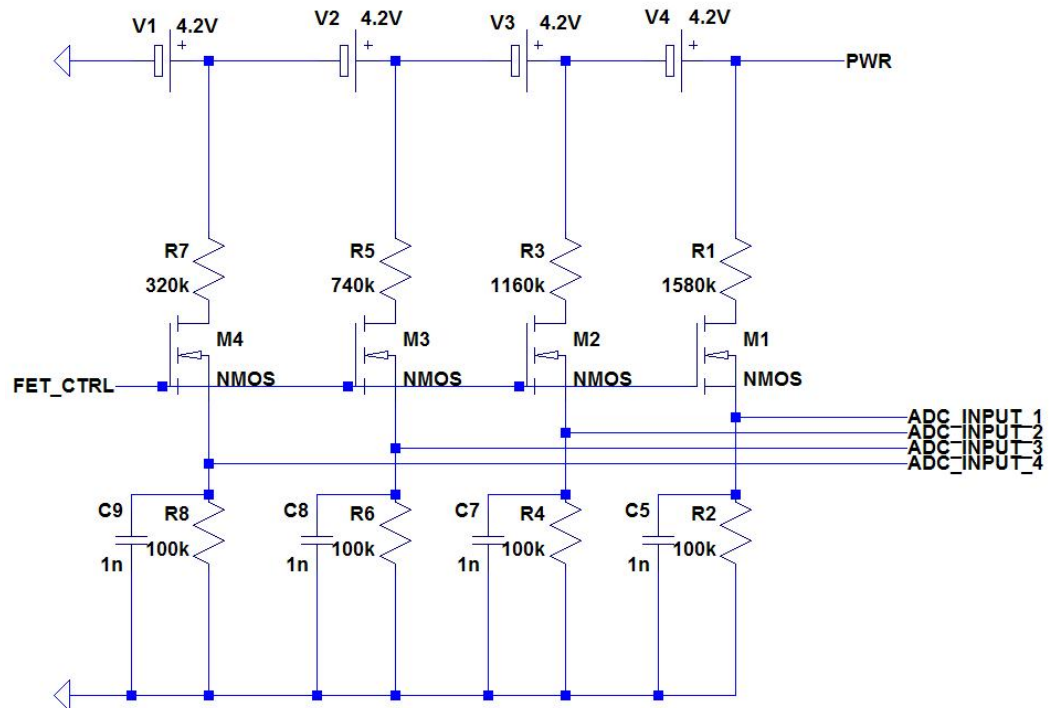 V1 4.2V V2 4.2V V3 4.2V V4 4.2V
+ + + +
PWR
R7 R5 R3 R1
320k 740k 1160k 1580k
M4 M3 M2 M1
FET_CTRL NMOS NMOS NMOS NMOS
ADC_INPUT_1
ADC_INPUT_2
ADC_INPUT_3
ADC_INPUT_4
C9 R8 C8 R6 C7 R4 C5 R2
100k 100k 100k 100k
1n 1n 1n 1n